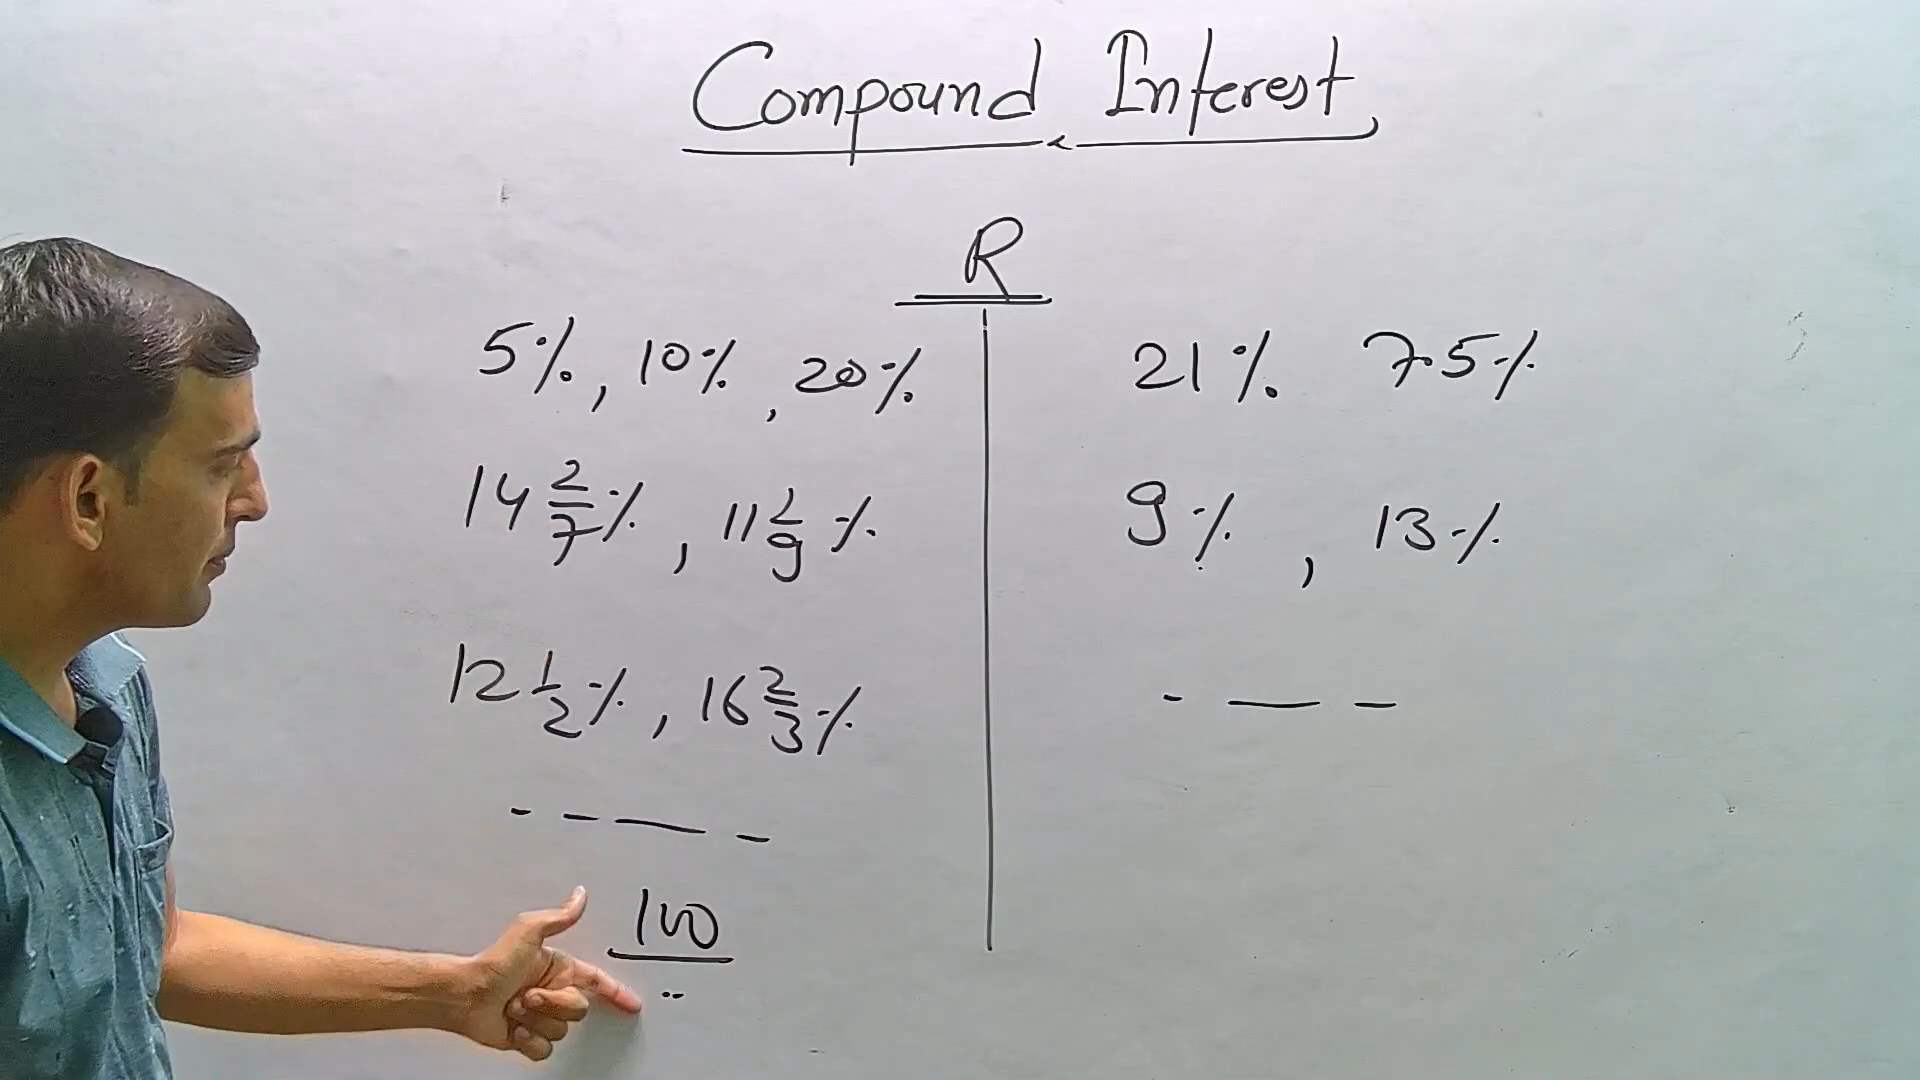 Compound Interest
R
5%, 10%, 20%
14 2/7 %, 11 1/9 %
12 1/2 %, 16 2/3 %
- - — -
100
21% 7.5%
9%, 13%
- — -